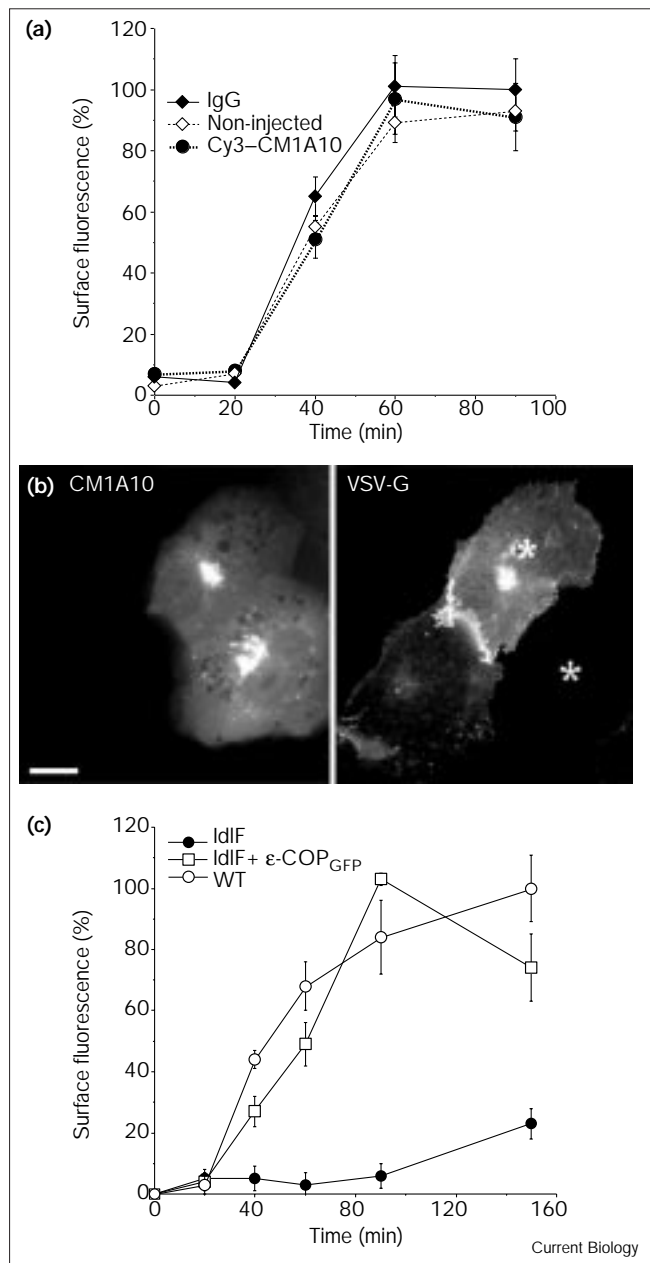 (a)
120
100
80
60
40
20
0
Surface fluorescence (%)
IgG
Non-injected
Cy3–CM1A10
0 20 40 60 80 100
Time (min)
(b) CM1A10 VSV-G
*
*
(c)
120
100
80
60
40
20
0
Surface fluorescence (%)
ldlF
ldlF + ε-COPGFP
WT
0 40 80 120 160
Time (min)
Current Biology